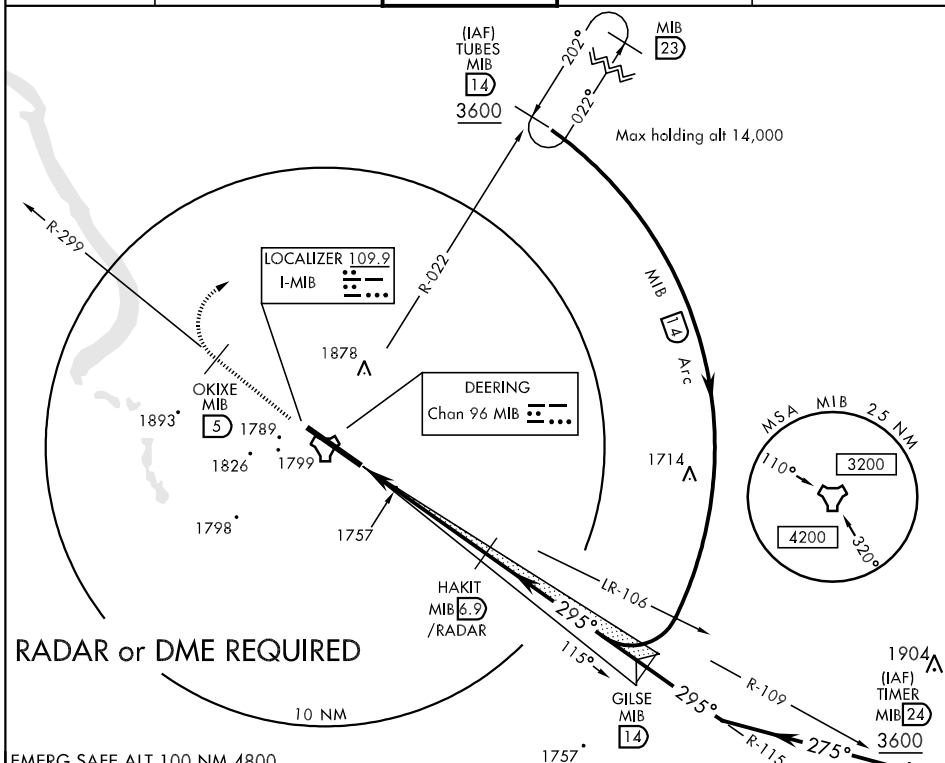 (IAF)
TUBES
MIB
14
3600
MIB
23
202°
022°
Max holding alt 14,000
R-299
LOCALIZER 109.9
I-MIB
R-022
MIB
14
Arc
1878
OKIXE
MIB
5
DEERING
Chan 96 MIB
1893
1789
1826
1799
1714
MSA MIB 25 NM
110°
3200
4200
320°
1798
1757
HAKIT
MIB 6.9
/RADAR
LR-106
295°
115°
RADAR or DME REQUIRED
GILSE
MIB
14
295°
R-109
1904
(IAF)
TIMER
MIB 24
3600
10 NM
R-115
275°
1757
EMERG SAFE ALT 100 NM 4800